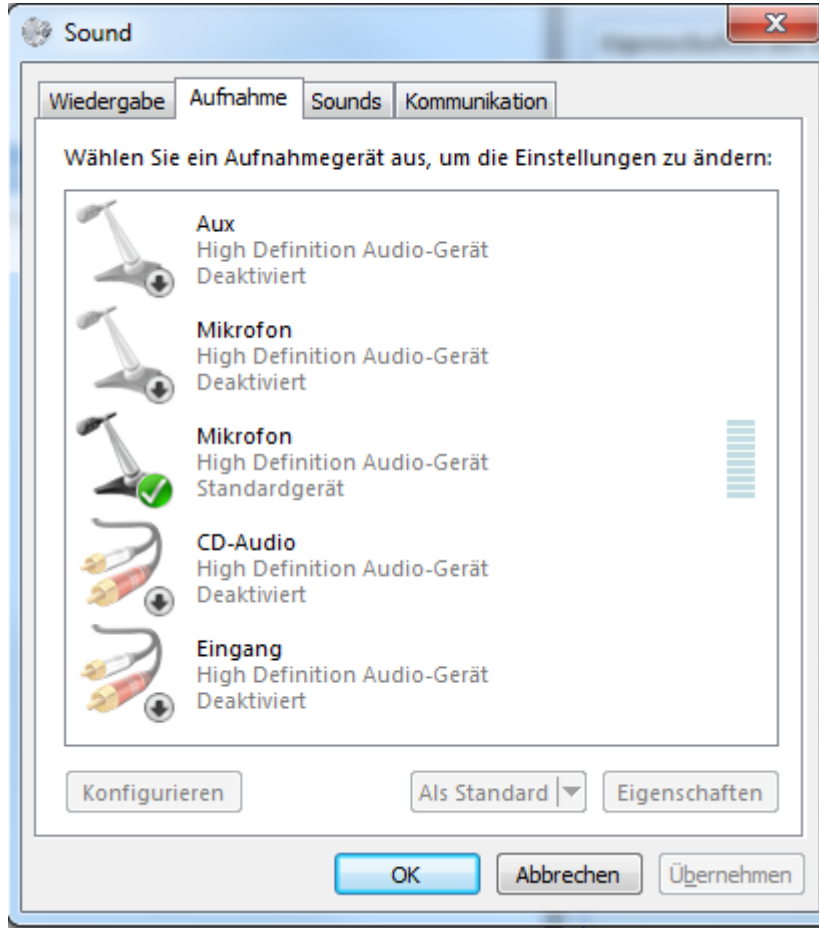 Sound
Wiedergabe Aufnahme Sounds Kommunikation
Wählen Sie ein Aufnahmegerät aus, um die Einstellungen zu ändern:
Aux
High Definition Audio-Gerät
Deaktiviert
Mikrofon
High Definition Audio-Gerät
Deaktiviert
Mikrofon
High Definition Audio-Gerät
Standardgerät
CD-Audio
High Definition Audio-Gerät
Deaktiviert
Eingang
High Definition Audio-Gerät
Deaktiviert
Konfigurieren Als Standard Eigenschaften
OK Abbrechen Übernehmen